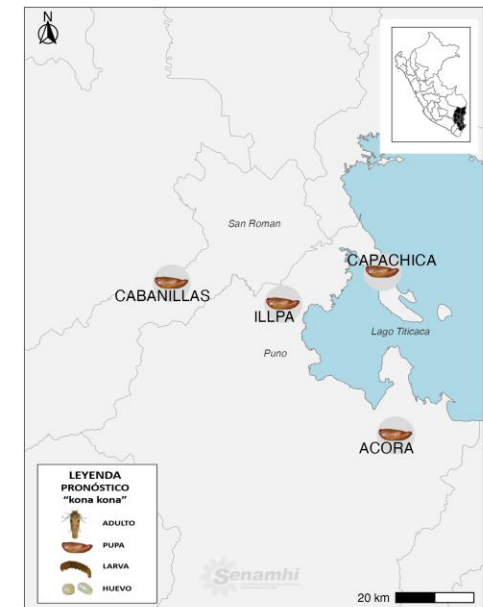 N
San Roman
CAPACHICA
CABANILLAS
ILLPA
Lago Titicaca
Puno
ACORA
LEYENDA
PRONÓSTICO
"kona kona"
ADULTO
PUPA
LARVA
HUEVO
Senamhi
20 km